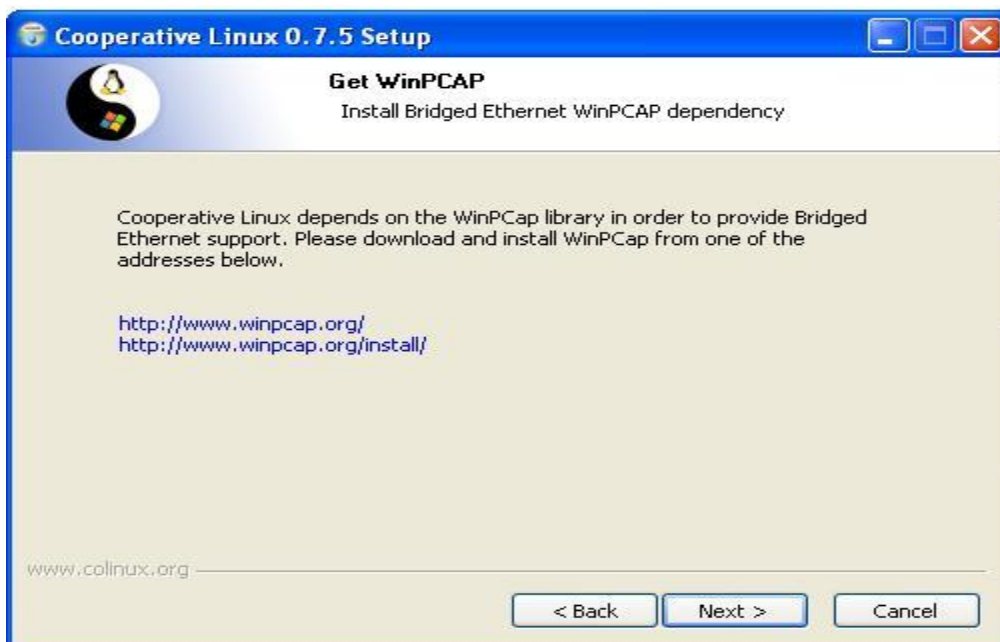 Cooperative Linux 0.7.5 Setup
Get WinPCAP
Install Bridged Ethernet WinPCAP dependency
Cooperative Linux depends on the WinPCap library in order to provide Bridged
Ethernet support. Please download and install WinPCap from one of the
addresses below.
http://www.winpcap.org/
http://www.winpcap.org/install/
www.colinux.org
< Back Next > Cancel